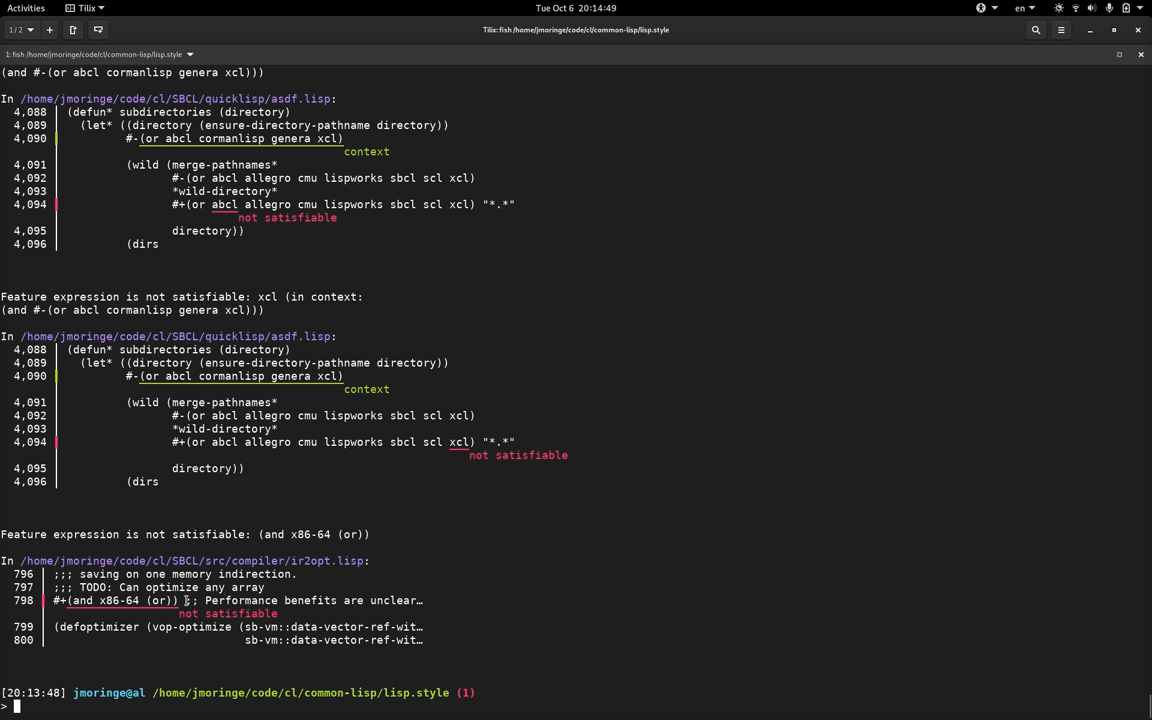 Activities Tilix Tue Oct 6 20:14:49 en
1 / 2 Tilix: fish /home/jmoringe/code/cl/common-lisp/lisp.style
1: fish /home/jmoringe/code/cl/common-lisp/lisp.style
(and #-(or abcl cormanlisp genera xcl)))
In /home/jmoringe/code/cl/SBCL/quicklisp/asdf.lisp:
4,088 (defun* subdirectories (directory)
4,089 (let* ((directory (ensure-directory-pathname directory))
4,090 #-(or abcl cormanlisp genera xcl)
context
4,091 (wild (merge-pathnames*
4,092 #-(or abcl allegro cmu lispworks sbcl scl xcl)
4,093 *wild-directory*
4,094 #+(or abcl allegro cmu lispworks sbcl scl xcl) "*.*"
not satisfiable
4,095 directory))
4,096 (dirs
Feature expression is not satisfiable: xcl (in context:
(and #-(or abcl cormanlisp genera xcl)))
In /home/jmoringe/code/cl/SBCL/quicklisp/asdf.lisp:
4,088 (defun* subdirectories (directory)
4,089 (let* ((directory (ensure-directory-pathname directory))
4,090 #-(or abcl cormanlisp genera xcl)
context
4,091 (wild (merge-pathnames*
4,092 #-(or abcl allegro cmu lispworks sbcl scl xcl)
4,093 *wild-directory*
4,094 #+(or abcl allegro cmu lispworks sbcl scl xcl) "*.*"
not satisfiable
4,095 directory))
4,096 (dirs
Feature expression is not satisfiable: (and x86-64 (or))
In /home/jmoringe/code/cl/SBCL/src/compiler/ir2opt.lisp:
796 ;;; saving on one memory indirection.
797 ;;; TODO: Can optimize any array
798 #+(and x86-64 (or)) ;; Performance benefits are unclear…
not satisfiable
799 (defoptimizer (vop-optimize (sb-vm::data-vector-ref-wit…
800 sb-vm::data-vector-ref-wit…
[20:13:48] jmoringe@al /home/jmoringe/code/cl/common-lisp/lisp.style (1)
>